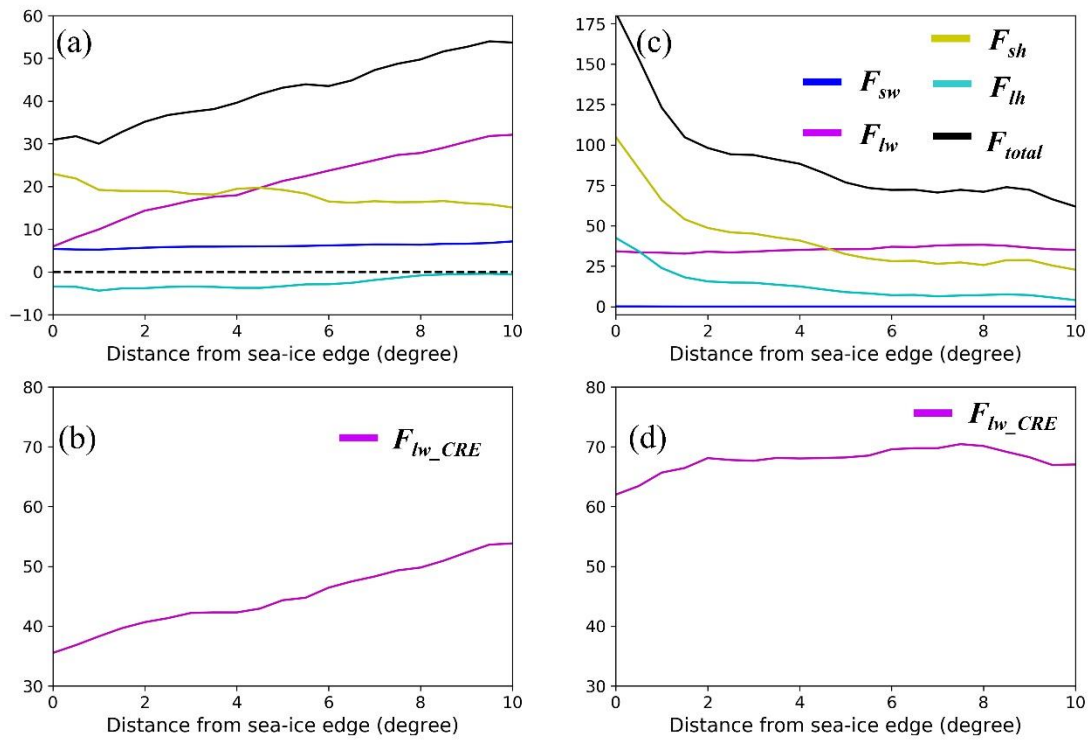 (a)
60
50
40
30
20
10
0
−10
0 2 4 6 8 10
Distance from sea-ice edge (degree)
(c)
F_sh
F_sw F_lh
F_lw F_total
175
150
125
100
75
50
25
0
0 2 4 6 8 10
Distance from sea-ice edge (degree)
(b)
F_lw_CRE
80
70
60
50
40
30
0 2 4 6 8 10
Distance from sea-ice edge (degree)
(d)
F_lw_CRE
80
70
60
50
40
30
0 2 4 6 8 10
Distance from sea-ice edge (degree)